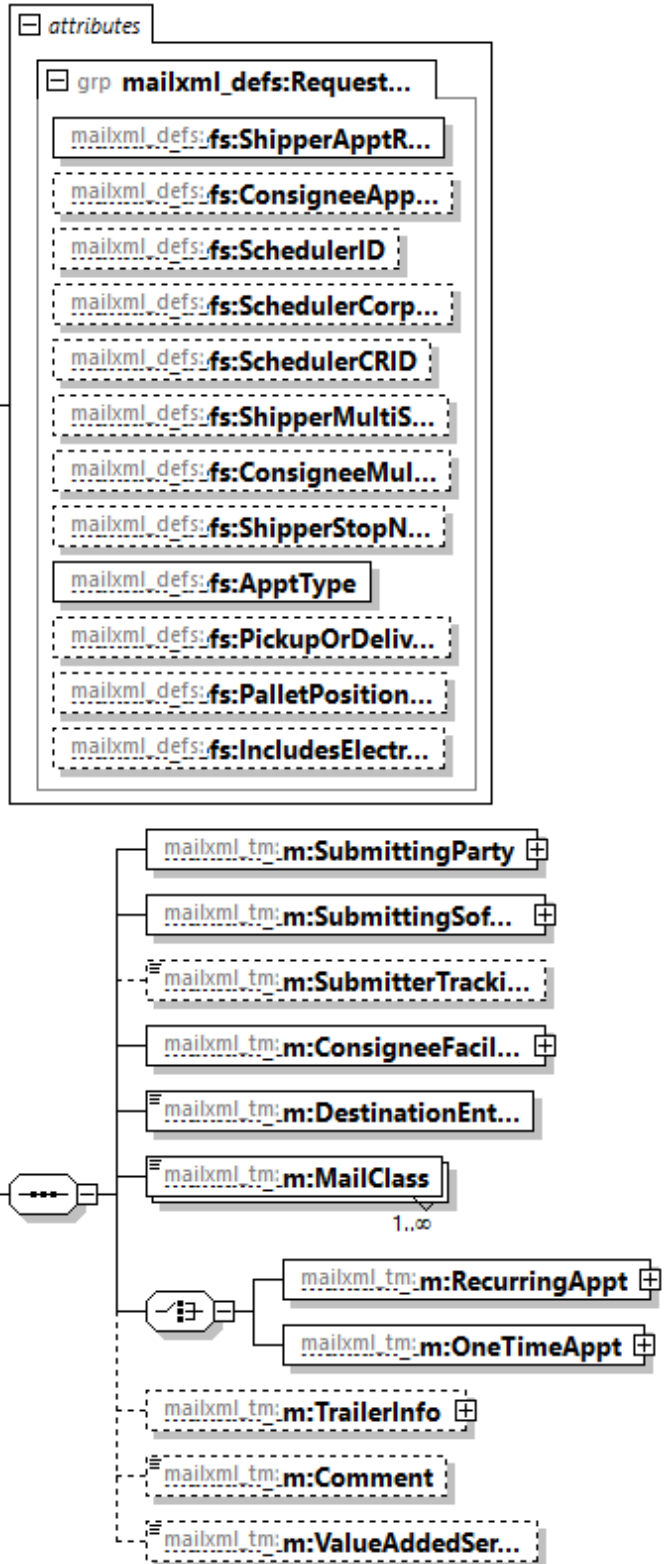 attributes
grp mailxml_defs:Request...
mailxml_defs:fs:ShipperApptR...
mailxml_defs:fs:ConsigneeApp...
mailxml_defs:fs:SchedulerID
mailxml_defs:fs:SchedulerCorp...
mailxml_defs:fs:SchedulerCRID
mailxml_defs:fs:ShipperMultiS...
mailxml_defs:fs:ConsigneeMul...
mailxml_defs:fs:ShipperStopN...
mailxml_defs:fs:ApptType
mailxml_defs:fs:PickupOrDeliv...
mailxml_defs:fs:PalletPosition...
mailxml_defs:fs:IncludesElectr...
mailxml_tm:m:SubmittingParty
mailxml_tm:m:SubmittingSof...
mailxml_tm:m:SubmitterTracki...
mailxml_tm:m:ConsigneeFacil...
mailxml_tm:m:DestinationEnt...
mailxml_tm:m:MailClass
1..∞
mailxml_tm:m:RecurringAppt
mailxml_tm:m:OneTimeAppt
mailxml_tm:m:TrailerInfo
mailxml_tm:m:Comment
mailxml_tm:m:ValueAddedSer...